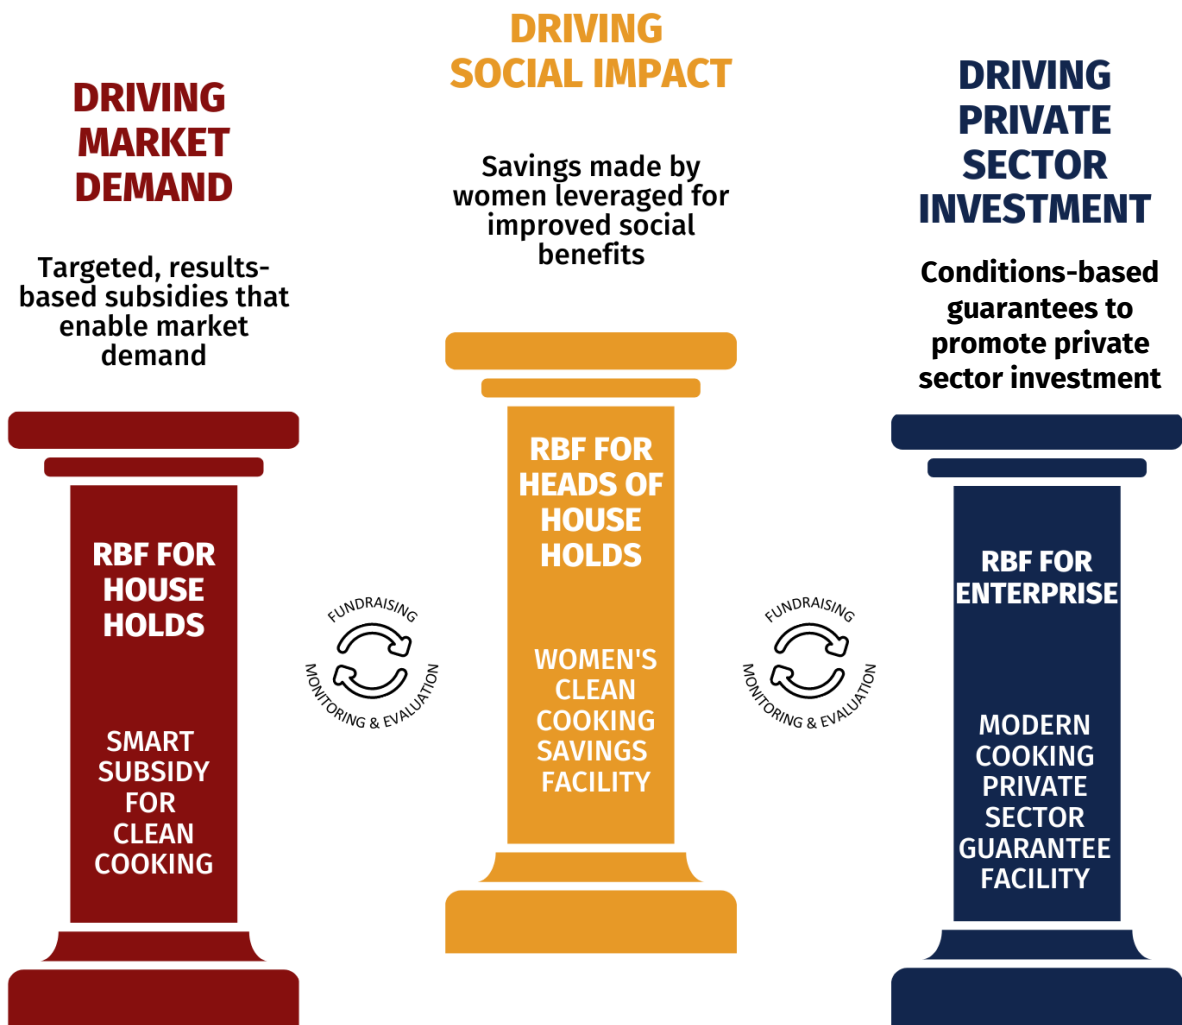 DRIVING
MARKET
DEMAND
Targeted, results-
based subsidies that
enable market
demand
RBF FOR
HOUSE
HOLDS
SMART
SUBSIDY
FOR
CLEAN
COOKING
FUNDRAISING
MONITORING & EVALUATION
DRIVING
SOCIAL IMPACT
Savings made by
women leveraged for
improved social
benefits
RBF FOR
HEADS OF
HOUSE
HOLDS
WOMEN'S
CLEAN
COOKING
SAVINGS
FACILITY
FUNDRAISING
MONITORING & EVALUATION
DRIVING
PRIVATE
SECTOR
INVESTMENT
Conditions-based
guarantees to
promote private
sector investment
RBF FOR
ENTERPRISE
MODERN
COOKING
PRIVATE
SECTOR
GUARANTEE
FACILITY